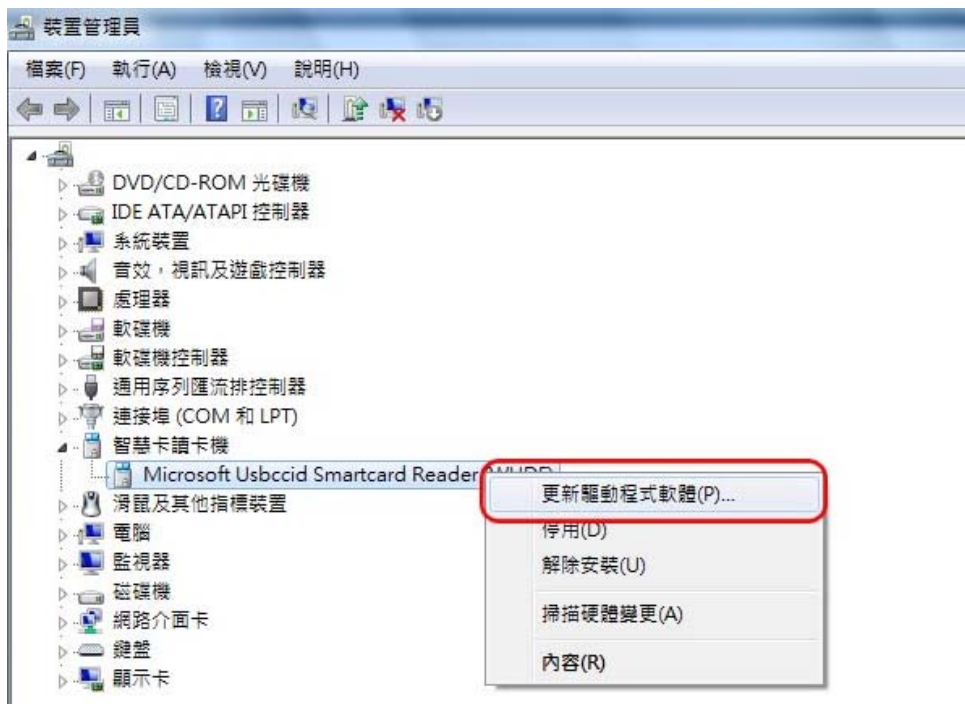 裝置管理員
檔案(F) 執行(A) 檢視(V) 說明(H)
DVD/CD-ROM 光碟機
IDE ATA/ATAPI 控制器
系統裝置
音效，視訊及遊戲控制器
處理器
軟碟機
軟碟機控制器
通用序列匯流排控制器
連接埠 (COM 和 LPT)
智慧卡讀卡機
Microsoft Usbccid Smartcard Reader
更新驅動程式軟體(P)...
滑鼠及其他指標裝置
電腦
停用(D)
監視器
解除安裝(U)
磁碟機
網路介面卡
掃描硬體變更(A)
鍵盤
內容(R)
顯示卡